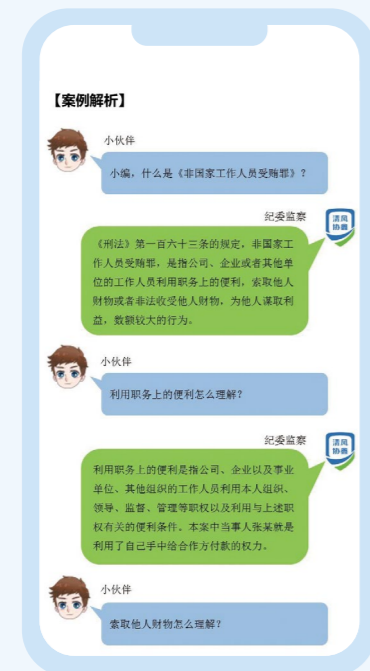 【案例解析】
小伙伴
小编，什么是《非国家工作人员受贿罪》？
纪委监察
清风
协鑫
《刑法》第一百六十三条的规定，非国家工
作人员受贿罪，是指公司、企业或者其他单
位的工作人员利用职务上的便利，索取他人
财物或者非法收受他人财物，为他人谋取利
益，数额较大的行为。
小伙伴
利用职务上的便利怎么理解？
纪委监察
清风
协鑫
利用职务上的便利是指公司、企业以及事业
单位、其他组织的工作人员利用本人组织、
领导、监督、管理等职权以及利用与上述职
权有关的便利条件。本案中当事人张某就是
利用了自己手中给合作方付款的权力。
小伙伴
索取他人财物怎么理解？